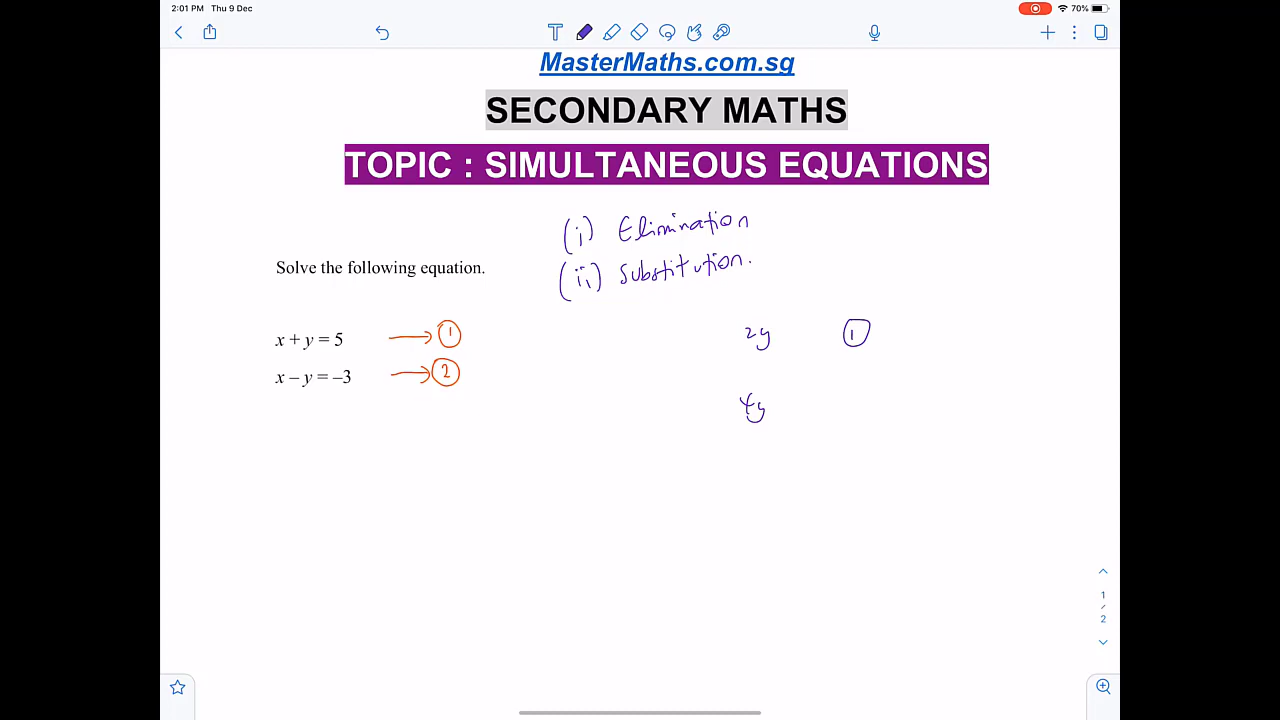 2:01 PM Thu 9 Dec
70%
MasterMaths.com.sg
SECONDARY MATHS
TOPIC : SIMULTANEOUS EQUATIONS
(i) Elimination
Solve the following equation.
(ii) Substitution.
x + y = 5 → ①
2y ①
x – y = –3 → ②
4y
1
/
2